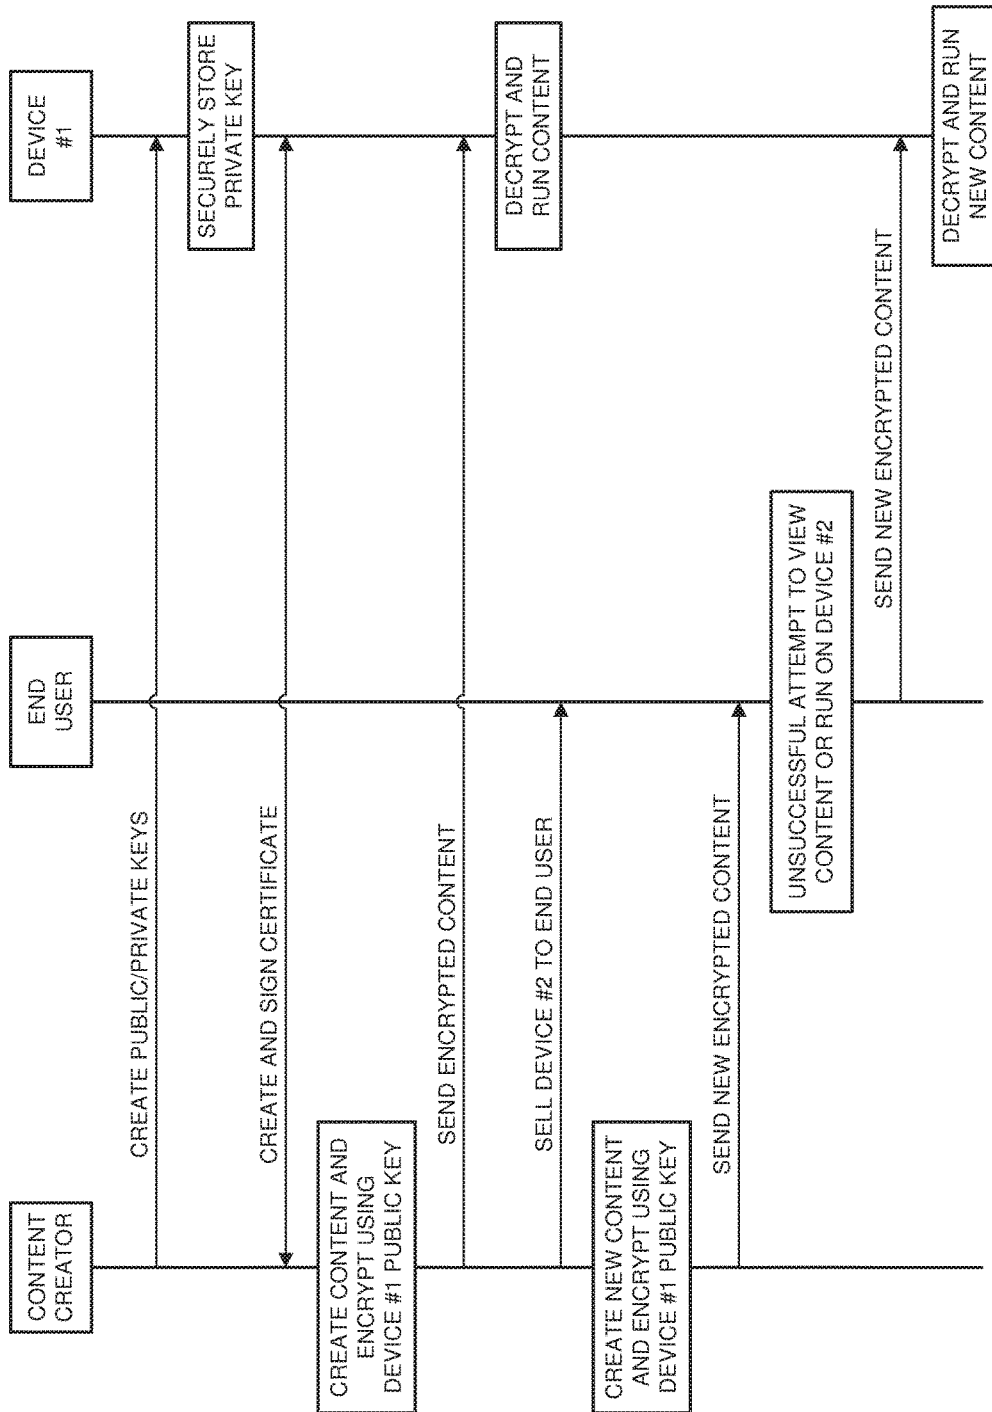 CONTENT
CREATOR
END
USER
DEVICE
#1
CREATE PUBLIC/PRIVATE KEYS
SECURELY STORE
PRIVATE KEY
CREATE AND SIGN CERTIFICATE
CREATE CONTENT AND
ENCRYPT USING
DEVICE #1 PUBLIC KEY
SEND ENCRYPTED CONTENT
DECRYPT AND
RUN CONTENT
SELL DEVICE #2 TO END USER
CREATE NEW CONTENT
AND ENCRYPT USING
DEVICE #1 PUBLIC KEY
SEND NEW ENCRYPTED CONTENT
UNSUCCESSFUL ATTEMPT TO VIEW
CONTENT OR RUN ON DEVICE #2
SEND NEW ENCRYPTED CONTENT
DECRYPT AND RUN
NEW CONTENT